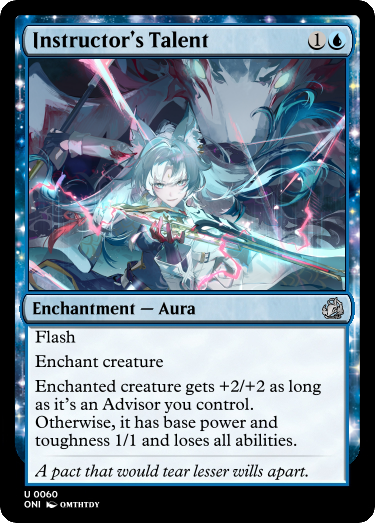 Instructor's Talent 1
Enchantment — Aura
Flash
Enchant creature
Enchanted creature gets +2/+2 as long
as it's an Advisor you control.
Otherwise, it has base power and
toughness 1/1 and loses all abilities.
A pact that would tear lesser wills apart.
U 0060
ONI OMTHTDY